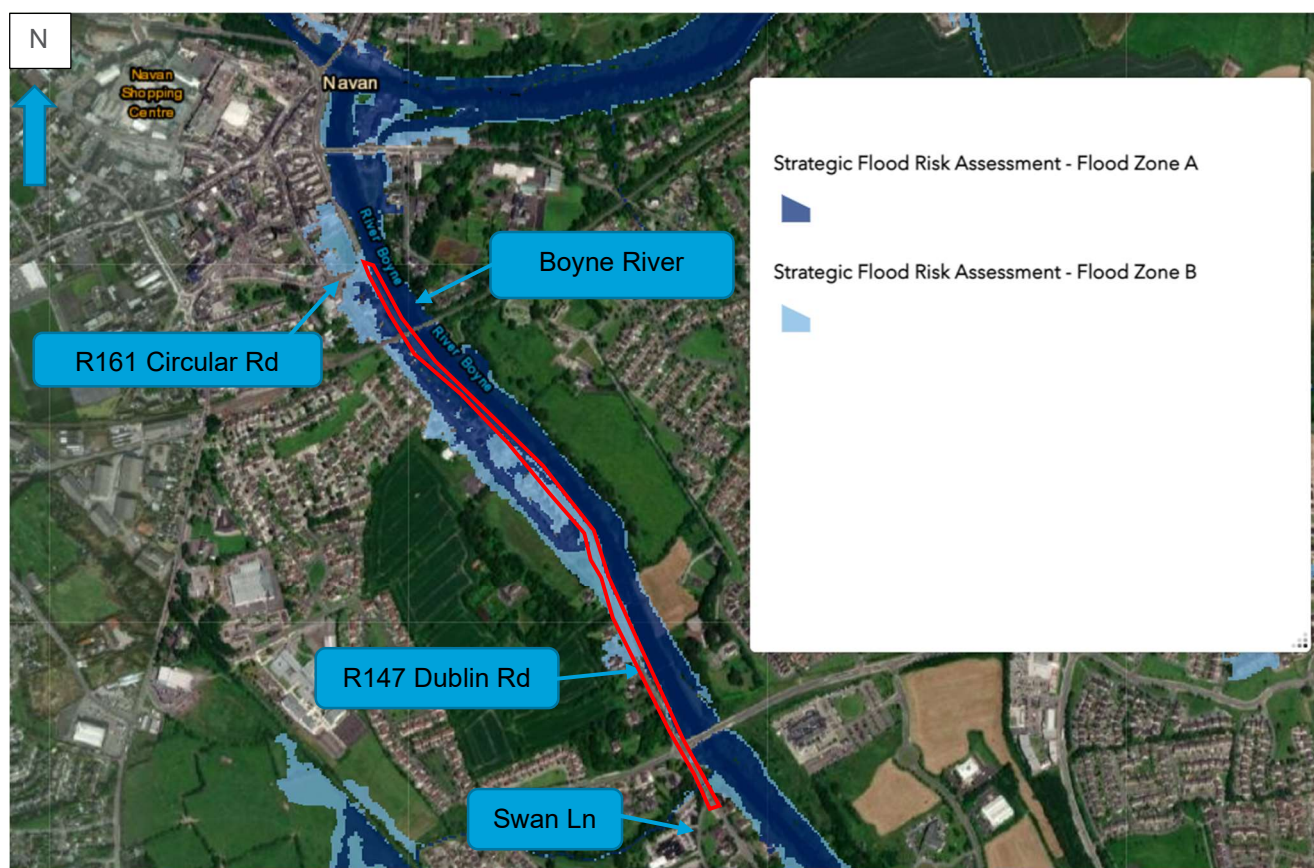 N
Navan
Shopping
Centre
Navan
Strategic Flood Risk Assessment - Flood Zone A
River Boyne
Boyne River
Strategic Flood Risk Assessment - Flood Zone B
R161 Circular Rd
River Boyne
R147 Dublin Rd
Swan Ln